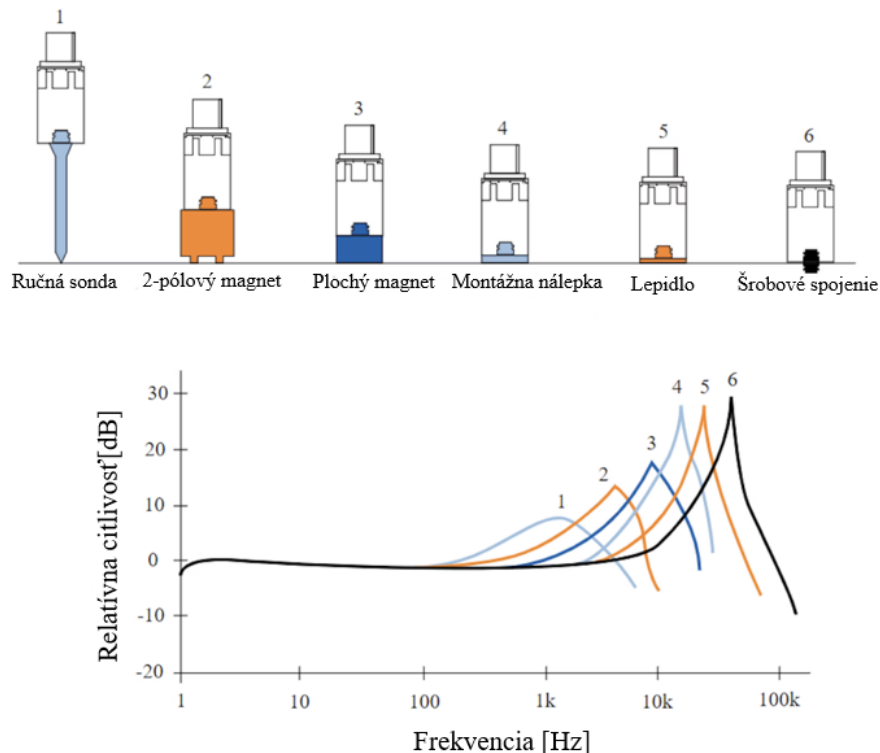 1
2
3
4
5
6
Ručná sonda
2-pólový magnet
Plochý magnet
Montážna nálepka
Lepidlo
Šrobové spojenie
Relatívna citlivosť[dB]
30
20
10
0
-10
-20
1
2
3
4
5
6
1
10
100
1k
10k
100k
Frekvencia [Hz]